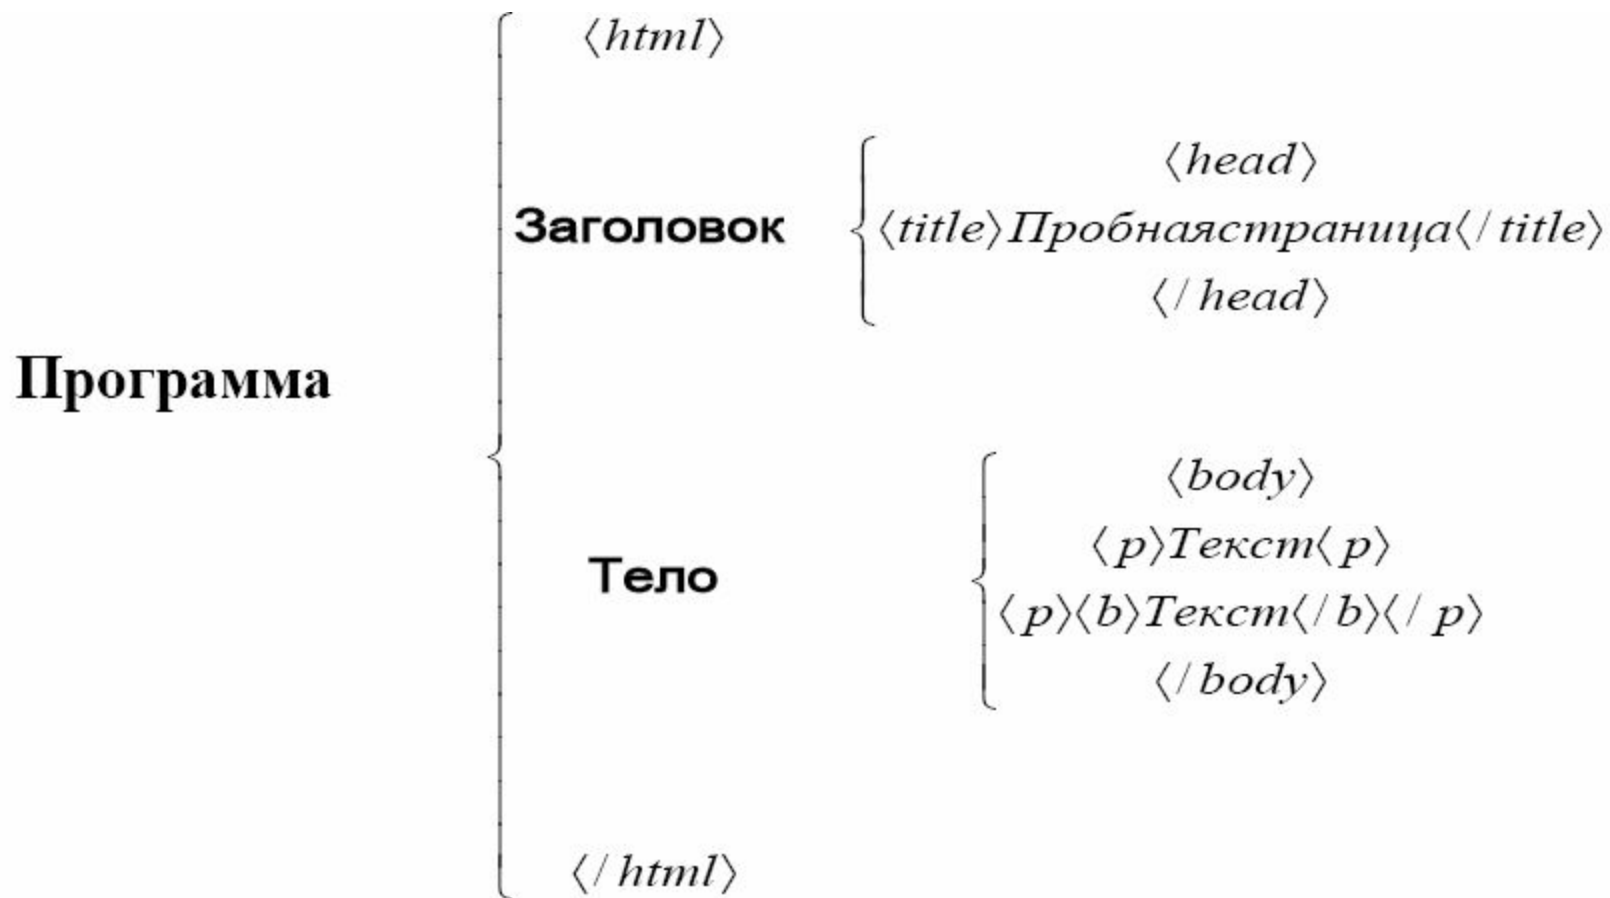 ⟨html⟩
⟨head⟩
Заголовок
⟨title⟩Пробнаястраница⟨/ title⟩
⟨/ head⟩
Программа
⟨body⟩
⟨p⟩Текст⟨p⟩
Тело
⟨p⟩⟨b⟩Текст⟨/ b⟩⟨/ p⟩
⟨/ body⟩
⟨/ html⟩